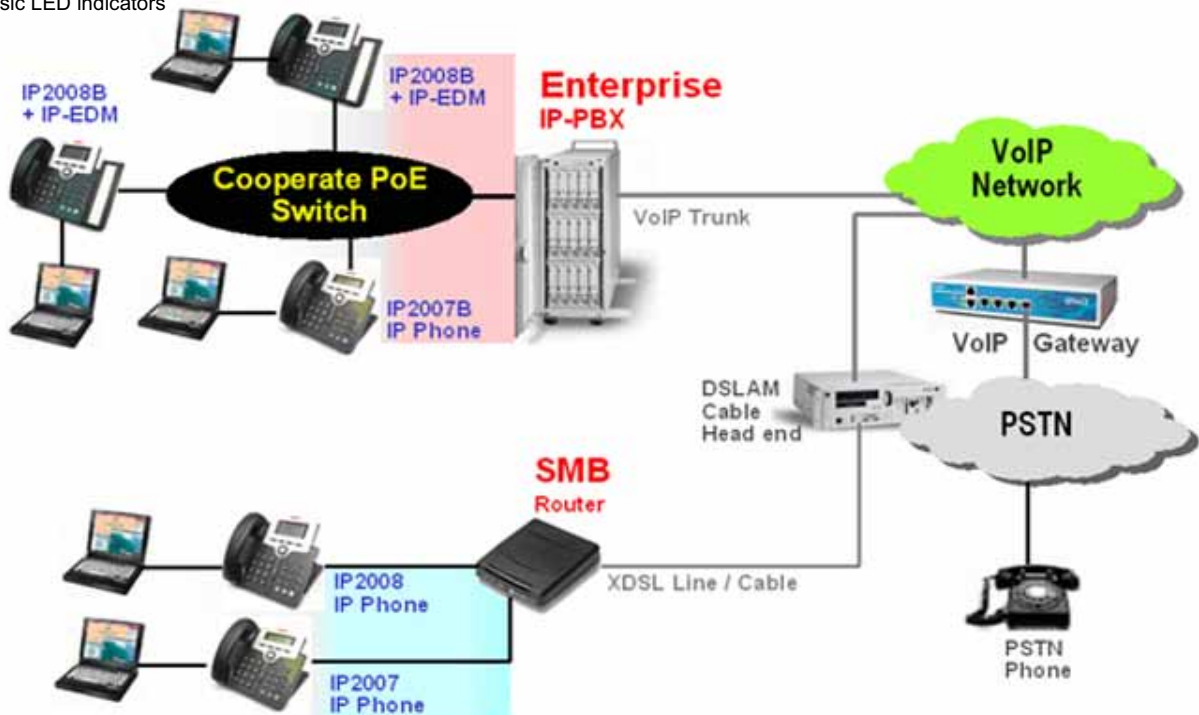 sic LED indicators
IP2008B
+ IP-EDM
IP2008B
+ IP-EDM
Enterprise
IP-PBX
Cooperate PoE
Switch
VoIP
Network
VoIP Trunk
IP2007B
IP Phone
VoIP Gateway
DSLAM
Cable
Head end
PSTN
SMB
Router
IP2008
IP Phone
XDSL Line / Cable
IP2007
IP Phone
PSTN
Phone